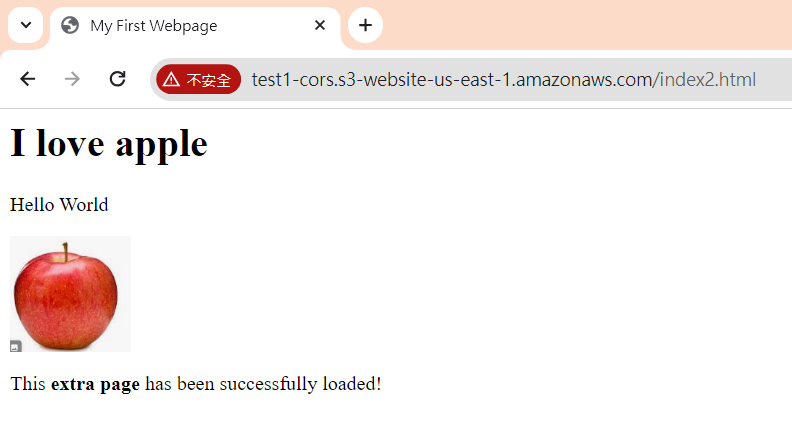 My First Webpage
不安全 test1-cors.s3-website-us-east-1.amazonaws.com/index2.html
I love apple
Hello World
This extra page has been successfully loaded!